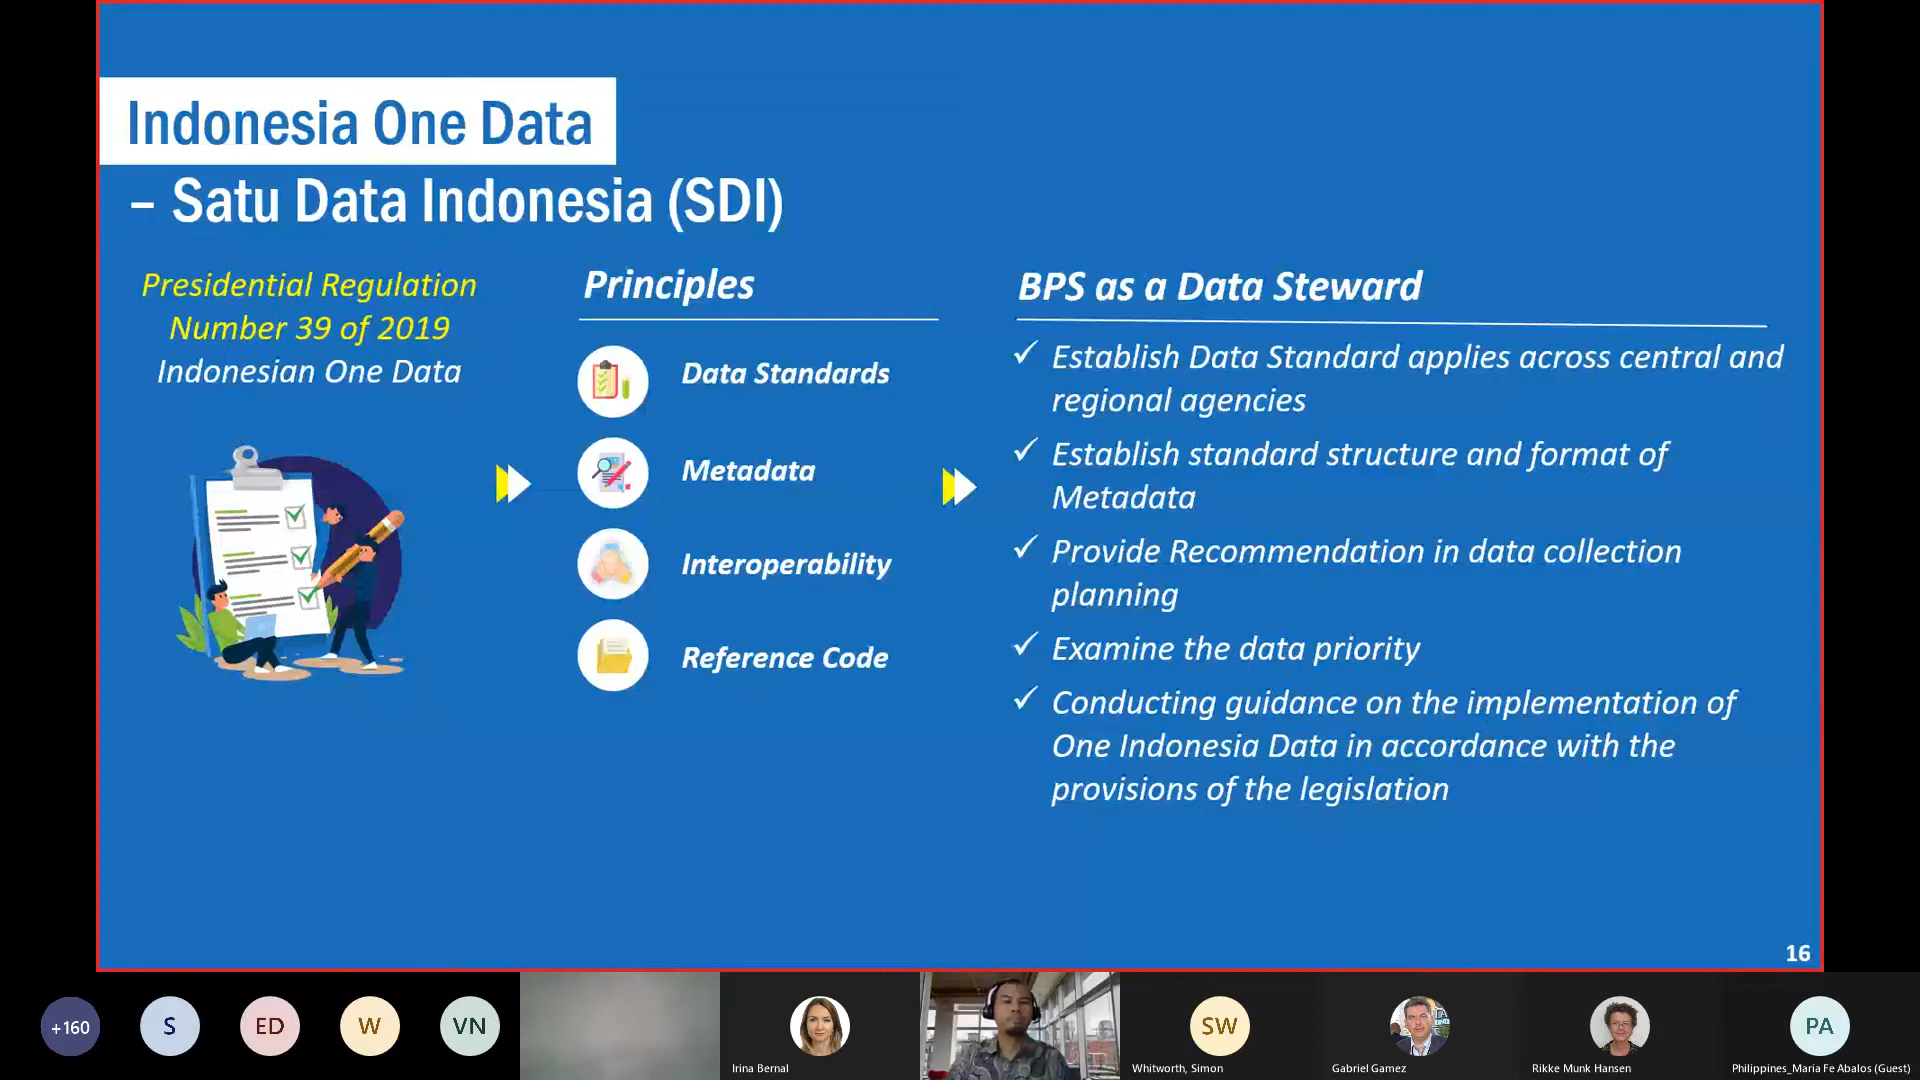 Indonesia One Data
– Satu Data Indonesia (SDI)
Presidential Regulation
Number 39 of 2019
Indonesian One Data
Principles
Data Standards
Metadata
Interoperability
Reference Code
BPS as a Data Steward
✓ Establish Data Standard applies across central and
regional agencies
✓ Establish standard structure and format of
Metadata
✓ Provide Recommendation in data collection
planning
✓ Examine the data priority
✓ Conducting guidance on the implementation of
One Indonesia Data in accordance with the
provisions of the legislation
16
+160
S
ED
W
VN
Irina Bernal
SW
Whitworth, Simon
Gabriel Gamez
Rikke Munk Hansen
PA
Philippines_Maria Fe Abalos (Guest)